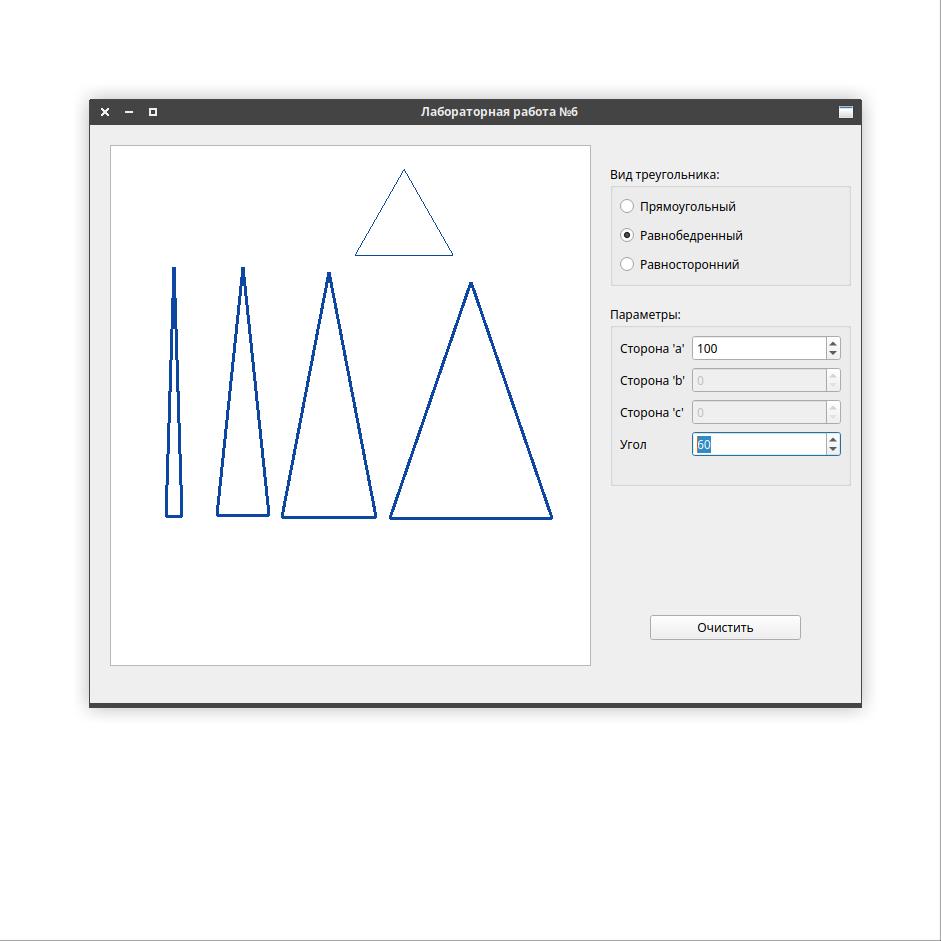 Лабораторная работа №6
Вид треугольника:
Прямоугольный
Равнобедренный
Равносторонний
Параметры:
Сторона 'a' 100
Сторона 'b' 0
Сторона 'c' 0
Угол 60
Очистить